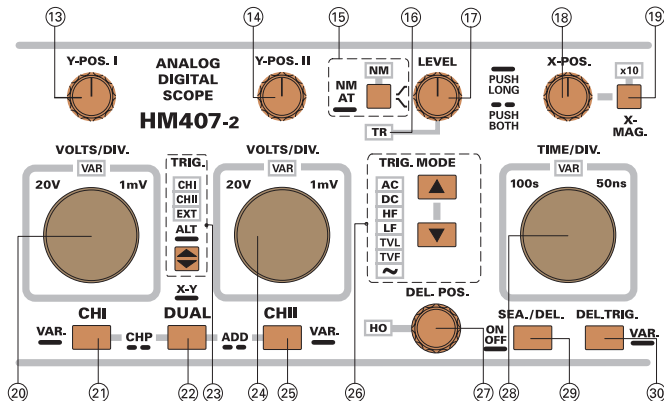 13 14 15 16 17 18 19
Y-POS. I
ANALOG
DIGITAL
SCOPE
HM407-2
Y-POS. II
NM
AT
NM
LEVEL
TR
PUSH
LONG
PUSH
BOTH
X-POS.
x10
X-
MAG.
VOLTS/DIV.
VAR
20V 1mV
TRIG.
CHI
CHII
EXT
ALT
X-Y
VOLTS/DIV.
VAR
20V 1mV
TRIG. MODE
AC
DC
HF
LF
TVL
TVF
~
TIME/DIV.
VAR
100s 50ns
VAR. CHI CHP DUAL ADD CHII VAR.
HO
DEL. POS.
ON
OFF
SEA./DEL.
DEL.TRIG.
VAR.
20 21 22 23 24 25 26 27 28 29 30